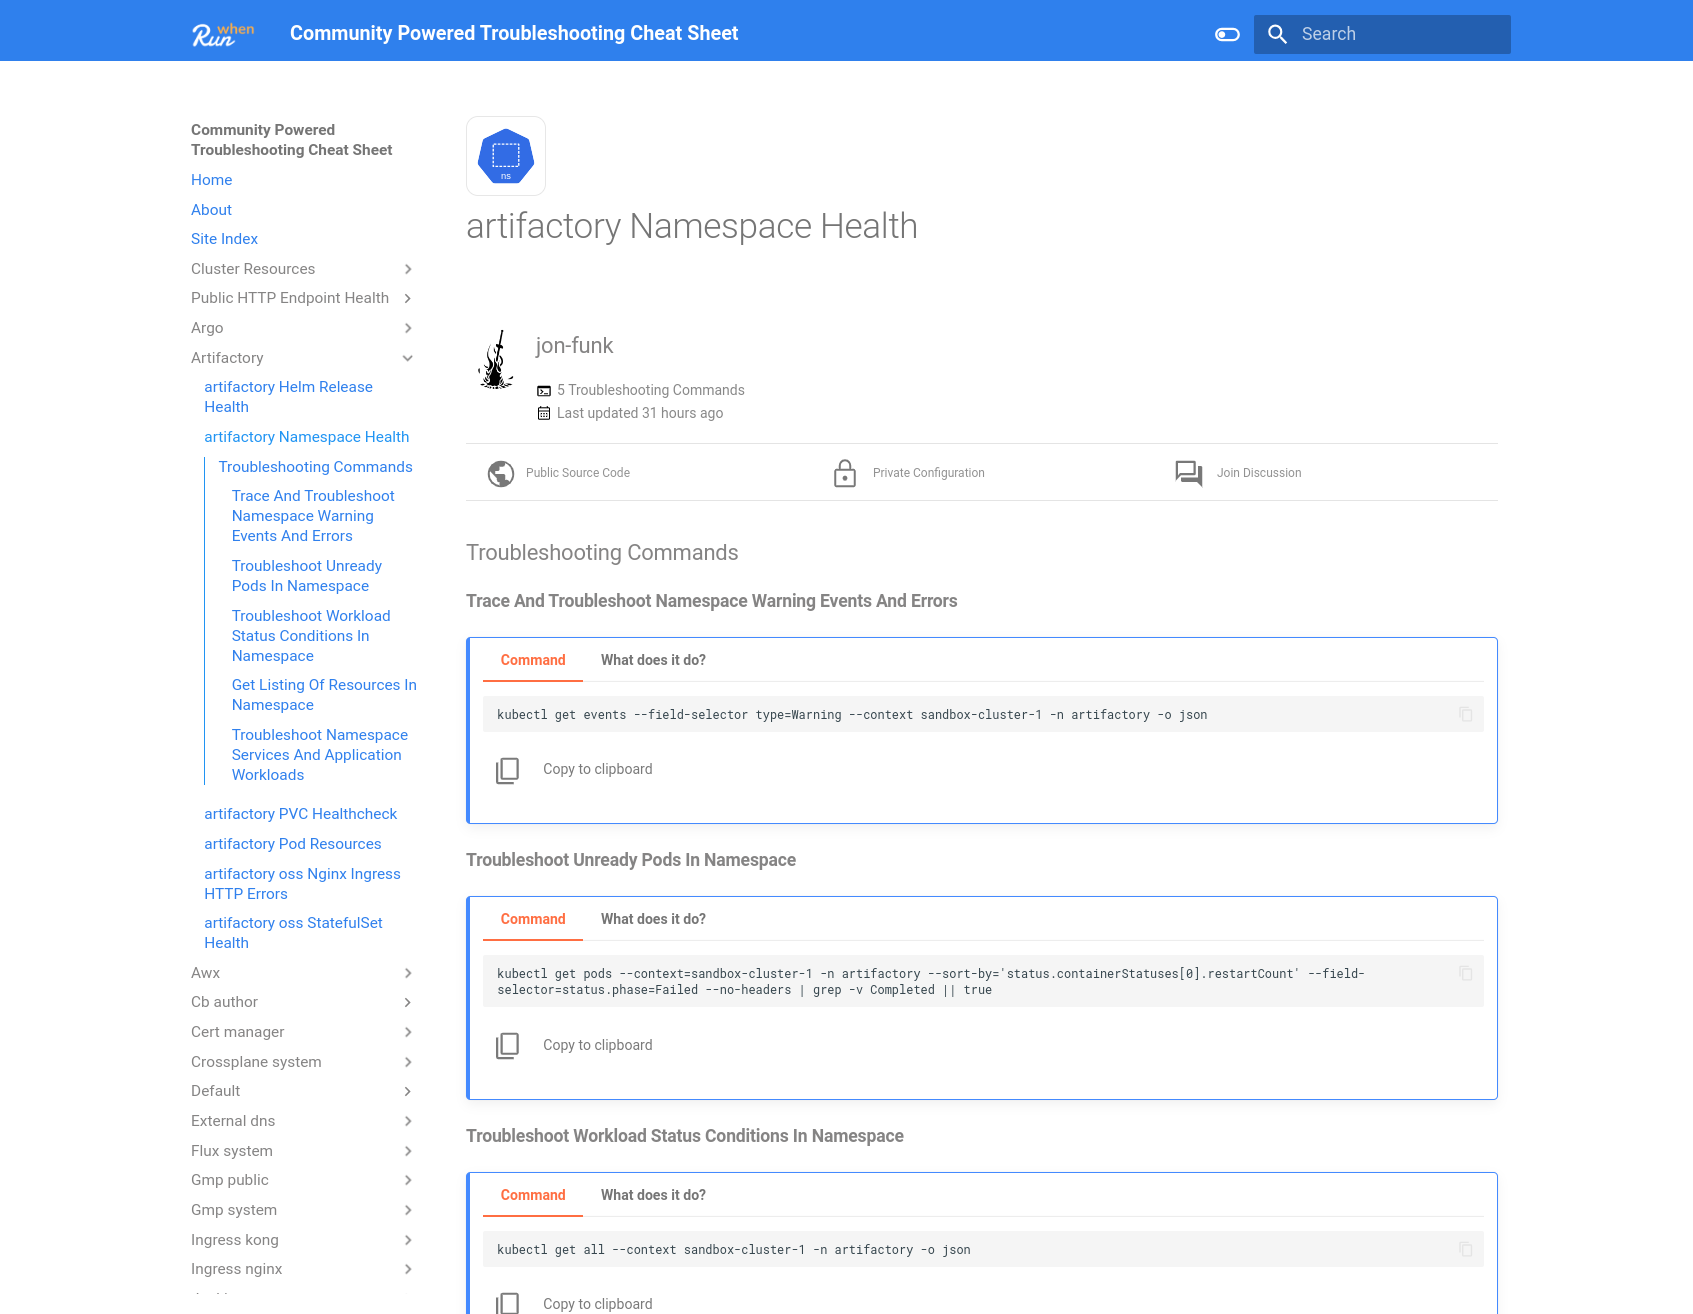 Run when
Community Powered Troubleshooting Cheat Sheet
Search
Community Powered
Troubleshooting Cheat Sheet
Home
About
Site Index
Cluster Resources
Public HTTP Endpoint Health
Argo
Artifactory
artifactory Helm Release
Health
artifactory Namespace Health
Troubleshooting Commands
Trace And Troubleshoot
Namespace Warning
Events And Errors
Troubleshoot Unready
Pods In Namespace
Troubleshoot Workload
Status Conditions In
Namespace
Get Listing Of Resources In
Namespace
Troubleshoot Namespace
Services And Application
Workloads
artifactory PVC Healthcheck
artifactory Pod Resources
artifactory oss Nginx Ingress
HTTP Errors
artifactory oss StatefulSet
Health
Awx
Cb author
Cert manager
Crossplane system
Default
External dns
Flux system
Gmp public
Gmp system
Ingress kong
Ingress nginx
ns
artifactory Namespace Health
jon-funk
5 Troubleshooting Commands
Last updated 31 hours ago
Public Source Code
Private Configuration
Join Discussion
Troubleshooting Commands
Trace And Troubleshoot Namespace Warning Events And Errors
Command What does it do?
kubectl get events --field-selector type=Warning --context sandbox-cluster-1 -n artifactory -o json
Copy to clipboard
Troubleshoot Unready Pods In Namespace
Command What does it do?
kubectl get pods --context=sandbox-cluster-1 -n artifactory --sort-by='status.containerStatuses[0].restartCount' --field-
selector=status.phase=Failed --no-headers | grep -v Completed || true
Copy to clipboard
Troubleshoot Workload Status Conditions In Namespace
Command What does it do?
kubectl get all --context sandbox-cluster-1 -n artifactory -o json
Copy to clipboard